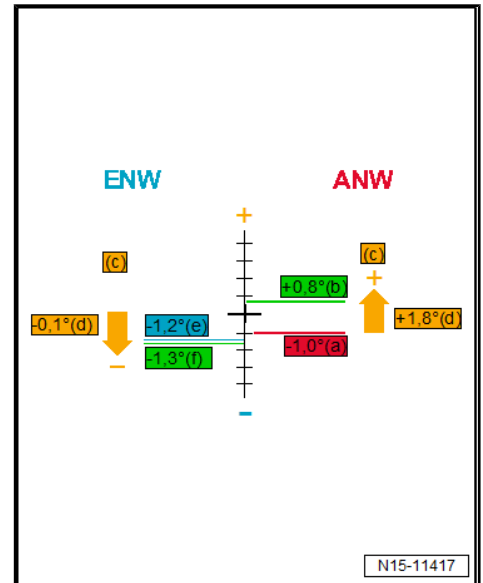 ENW ANW
+
(c) (c)
+
+0,8°(b)
-0,1°(d) -1,2°(e) +1,8°(d)
-1,3°(f) -1,0°(a)
– –
N15-11417